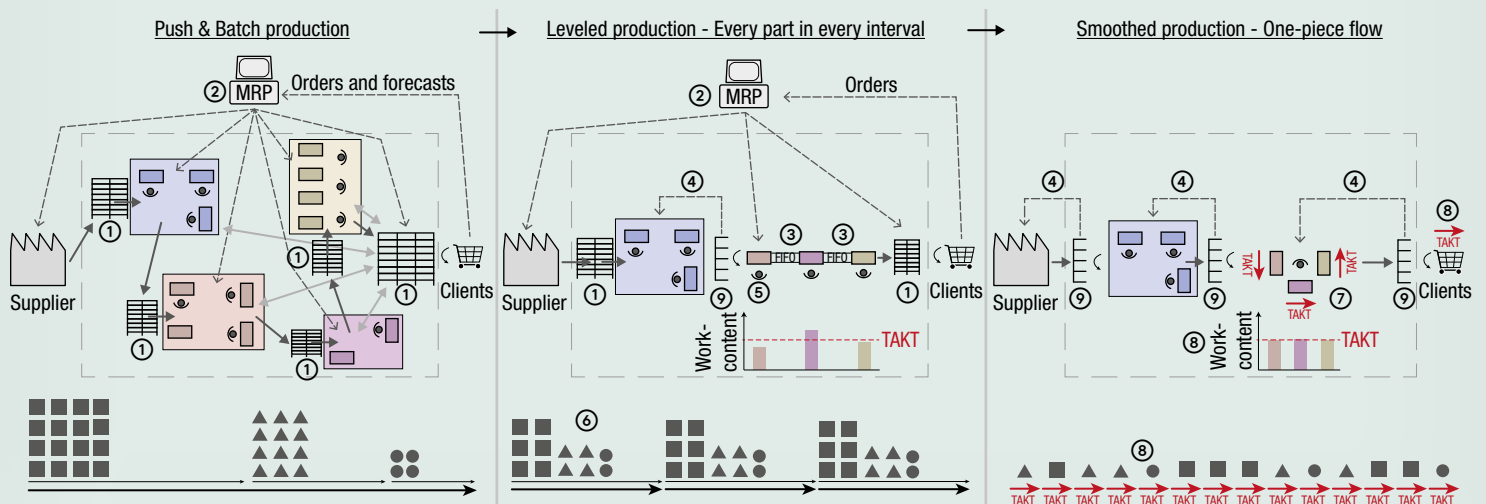 Push & Batch production
② MRP
Orders and forecasts
①
①
①
①
①
Supplier
Clients
Leveled production - Every part in every interval
② MRP
Orders
④
③ ③
FIFO FIFO
① ⑨ ⑤ ①
Supplier
Clients
Work-
content
TAKT
⑥
Smoothed production - One-piece flow
④ ④ ④
⑧
TAKT
TAKT TAKT
TAKT
⑨ ⑨ ⑦ ⑨
Supplier
Clients
⑧ Work-
content
TAKT
⑧
TAKT TAKT TAKT TAKT TAKT TAKT TAKT TAKT TAKT TAKT TAKT TAKT TAKT TAKT